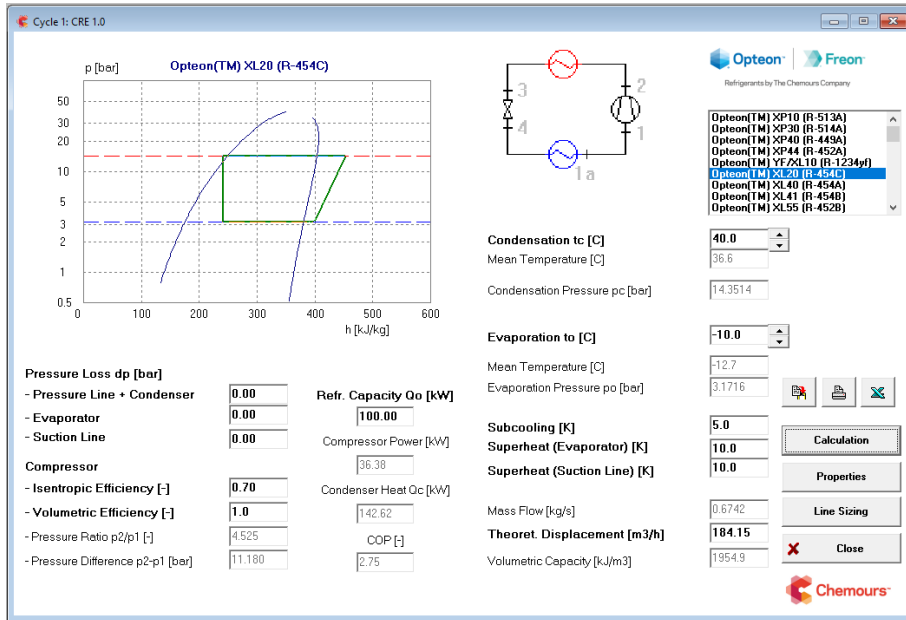 Cycle 1: CRE 1.0
p [bar]
Opteon(TM) XL20 (R-454C)
50
30
20
10
5
3
2
1
0.5
0 100 200 300 400 500 600
h [kJ/kg]
3
2
4
1
1a
Opteon™ Freon™
Refrigerants by The Chemours Company
Opteon(TM) XP10 (R-513A)
Opteon(TM) XP30 (R-514A)
Opteon(TM) XP40 (R-449A)
Opteon(TM) XP44 (R-452A)
Opteon(TM) YF/XL10 (R-1234yf)
Opteon(TM) XL20 (R-454C)
Opteon(TM) XL40 (R-454A)
Opteon(TM) XL41 (R-454B)
Opteon(TM) XL55 (R-452B)
Condensation tc [C] 40.0
Mean Temperature [C] 36.6
Condensation Pressure pc [bar] 14.3514
Evaporation to [C] -10.0
Mean Temperature [C] -12.7
Evaporation Pressure po [bar] 3.1716
Subcooling [K] 5.0
Superheat (Evaporator) [K] 10.0
Superheat (Suction Line) [K] 10.0
Mass Flow [kg/s] 0.6742
Theoret. Displacement [m3/h] 184.15
Volumetric Capacity [kJ/m3] 1954.9
Pressure Loss dp [bar]
- Pressure Line + Condenser 0.00
- Evaporator 0.00
- Suction Line 0.00
Compressor
- Isentropic Efficiency [-] 0.70
- Volumetric Efficiency [-] 1.0
- Pressure Ratio p2/p1 [-] 4.525
- Pressure Difference p2-p1 [bar] 11.180
Refr. Capacity Qo [kW]
100.00
Compressor Power [kW]
36.38
Condenser Heat Qc [kW]
142.62
COP [-]
2.75
Calculation
Properties
Line Sizing
Close
Chemours™